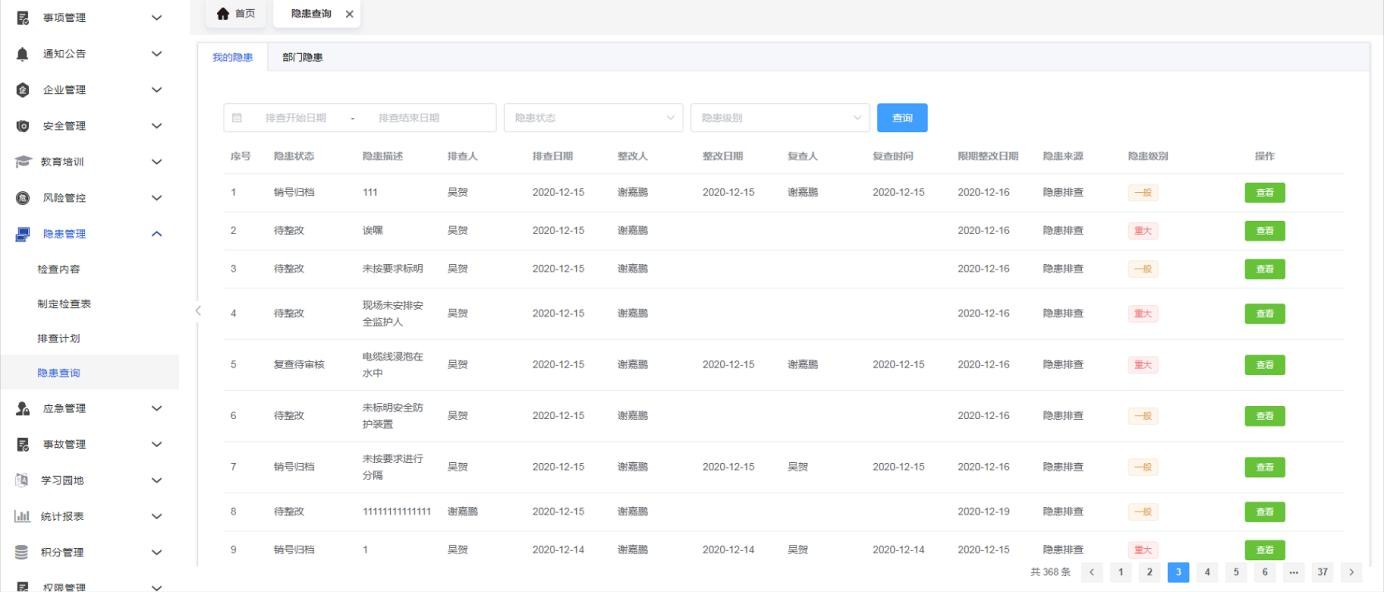 事项管理
通知公告
企业管理
安全管理
教育培训
风险管控
隐患管理
检查内容
制定检查表
排查计划
隐患查询
应急管理
事故管理
学习园地
统计报表
积分管理
权限管理
首页 隐患查询
我的隐患 部门隐患
排查开始日期 - 排查结束日期 隐患状态 隐患级别 查询
序号 隐患状态 隐患描述 排查人 排查日期 整改人 整改日期 复查人 复查时间 限期整改日期 隐患来源 隐患级别 操作
1 销号归档 111 吴贺 2020-12-15 谢嘉鹏 2020-12-15 谢嘉鹏 2020-12-15 2020-12-16 隐患排查 一般 查看
2 待整改 诶嘿 吴贺 2020-12-15 谢嘉鹏 2020-12-16 隐患排查 重大 查看
3 待整改 未按要求标明 吴贺 2020-12-15 谢嘉鹏 2020-12-16 隐患排查 一般 查看
4 待整改 现场未安排安全监护人 吴贺 2020-12-15 谢嘉鹏 2020-12-16 隐患排查 重大 查看
5 复查待审核 电缆线浸泡在水中 吴贺 2020-12-15 谢嘉鹏 2020-12-15 谢嘉鹏 2020-12-15 2020-12-16 隐患排查 重大 查看
6 待整改 未标明安全防护装置 吴贺 2020-12-15 谢嘉鹏 2020-12-16 隐患排查 一般 查看
7 销号归档 未按要求进行分隔 吴贺 2020-12-15 谢嘉鹏 2020-12-15 吴贺 2020-12-15 2020-12-16 隐患排查 一般 查看
8 待整改 11111111111111 谢嘉鹏 2020-12-15 谢嘉鹏 2020-12-19 隐患排查 一般 查看
9 销号归档 1 吴贺 2020-12-14 谢嘉鹏 2020-12-14 吴贺 2020-12-14 2020-12-15 隐患排查 重大 查看
共 368 条 1 2 3 4 5 6 ... 37